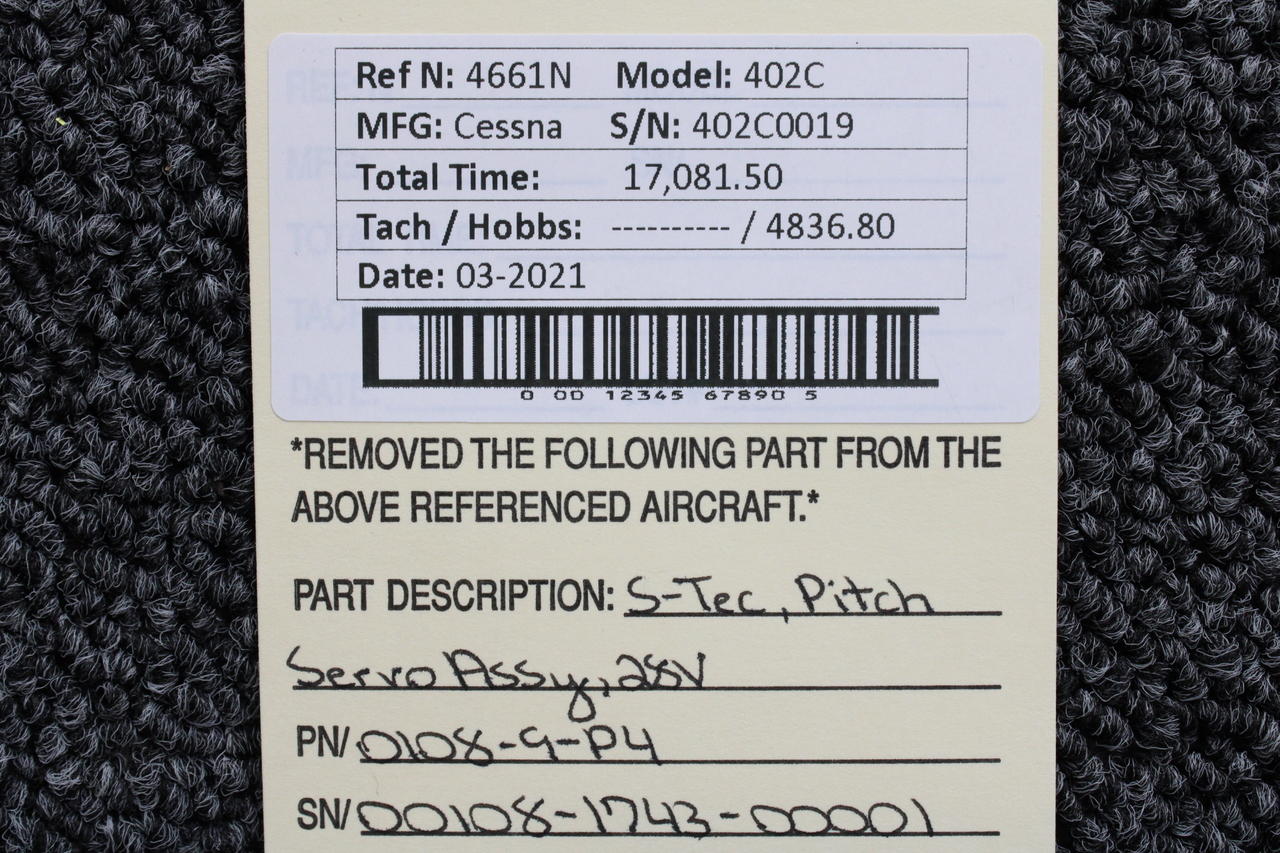 Ref N: 4661N Model: 402C
MFG: Cessna S/N: 402C0019
Total Time: 17,081.50
Tach / Hobbs: ---------- / 4836.80
Date: 03-2021
0 00 12345 67890 5
*REMOVED THE FOLLOWING PART FROM THE
ABOVE REFERENCED AIRCRAFT.*
PART DESCRIPTION: S-Tec, Pitch
Servo Assy, 28V
PN/ 0108-9-P4
SN/ 00108-1743-00001